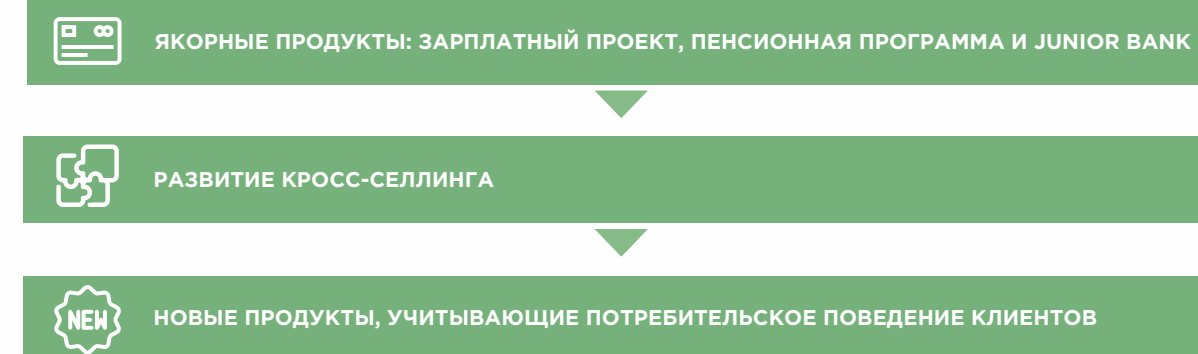 ЯКОРНЫЕ ПРОДУКТЫ: ЗАРПЛАТНЫЙ ПРОЕКТ, ПЕНСИОННАЯ ПРОГРАММА И JUNIOR BANK
РАЗВИТИЕ КРОСС-СЕЛЛИНГА
NEW
НОВЫЕ ПРОДУКТЫ, УЧИТЫВАЮЩИЕ ПОТРЕБИТЕЛЬСКОЕ ПОВЕДЕНИЕ КЛИЕНТОВ